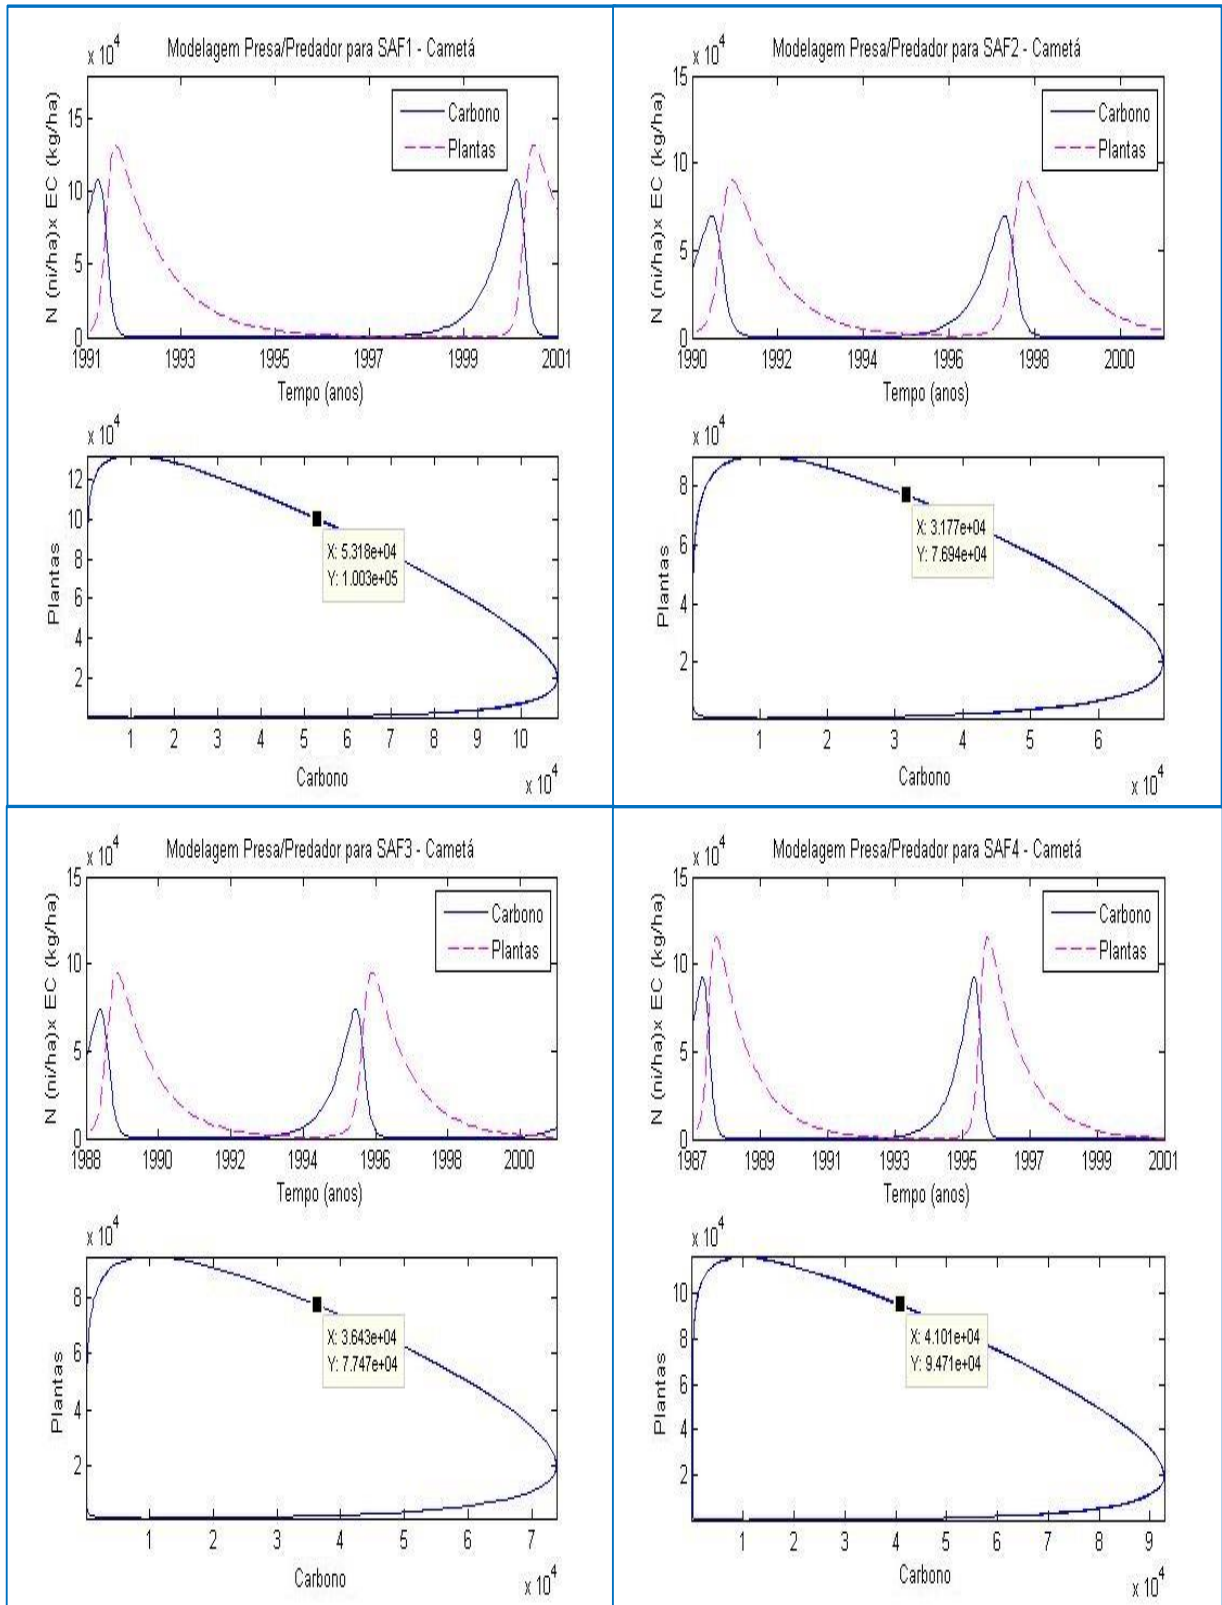 Modelagem Presa/Predador para SAF1 - Cametá
x 10^4
N (ni/ha)x EC (kg/ha)
15
10
5
0
Carbono
Plantas
1991 1993 1995 1997 1999 2001
Tempo (anos)
x 10^4
Plantas
12
10
8
6
4
2
X: 5.318e+04
Y: 1.003e+05
1 2 3 4 5 6 7 8 9 10
Carbono
x 10^4
Modelagem Presa/Predador para SAF2 - Cametá
x 10^4
N (ni/ha)x EC (kg/ha)
15
10
5
0
Carbono
Plantas
1990 1992 1994 1996 1998 2000
Tempo (anos)
x 10^4
Plantas
8
6
4
2
X: 3.177e+04
Y: 7.694e+04
1 2 3 4 5 6
Carbono
x 10^4
Modelagem Presa/Predador para SAF3 - Cametá
x 10^4
N (ni/ha)x EC (kg/ha)
15
10
5
0
Carbono
Plantas
1988 1990 1992 1994 1996 1998 2000
Tempo (anos)
x 10^4
Plantas
8
6
4
2
X: 3.643e+04
Y: 7.747e+04
1 2 3 4 5 6 7
Carbono
x 10^4
Modelagem Presa/Predador para SAF4 - Cametá
x 10^4
N (ni/ha)x EC (kg/ha)
15
10
5
0
Carbono
Plantas
1987 1989 1991 1993 1995 1997 1999 2001
Tempo (anos)
x 10^4
Plantas
10
8
6
4
2
X: 4.101e+04
Y: 9.471e+04
1 2 3 4 5 6 7 8 9
Carbono
x 10^4